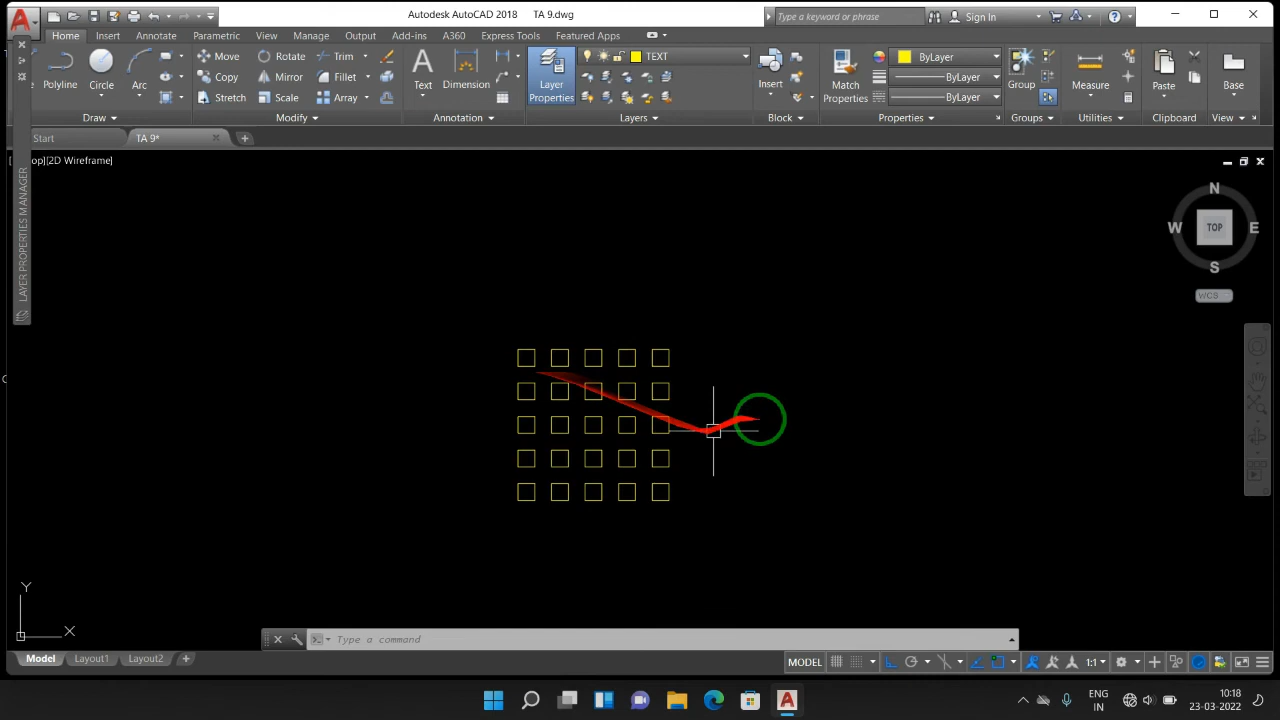 Autodesk AutoCAD 2018 TA 9.dwg
Type a keyword or phrase
Sign In
Home Insert Annotate Parametric View Manage Output Add-ins A360 Express Tools Featured Apps
Polyline Circle Arc
Move Rotate Trim
Copy Mirror Fillet
Stretch Scale Array
Text Dimension
Layer Properties
TEXT
Insert
Match Properties
ByLayer
ByLayer
ByLayer
Group
Measure
Paste
Base
Draw Modify Annotation Layers Block Properties Groups Utilities Clipboard View
Start TA 9*
[2D Wireframe]
LAYER PROPERTIES MANAGER
N
W TOP E
S
WCS
Y
X
Type a command
Model Layout1 Layout2
MODEL
1:1
ENG
IN
10:18
23-03-2022